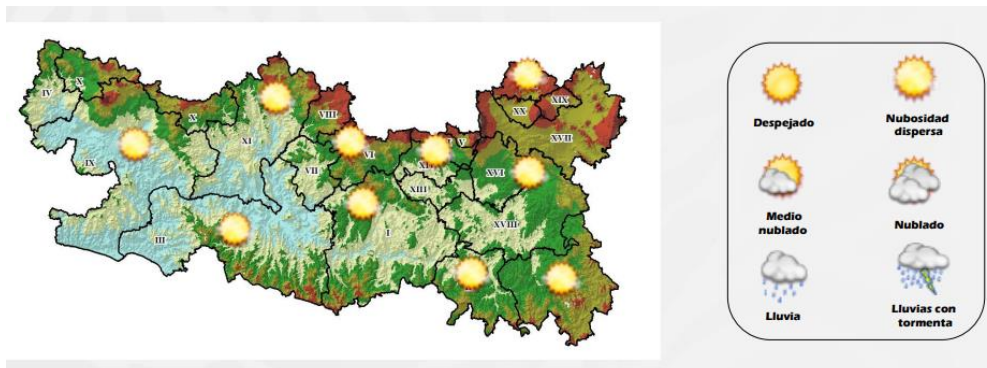 X
IV
IX
III
X
XI
VIII
VII
VI
V
XIII
I
XVI
XVIII
XX
XIX
XVII
Despejado
Nubosidad
dispersa
Medio
nublado
Nublado
Lluvia
Lluvias con
tormenta